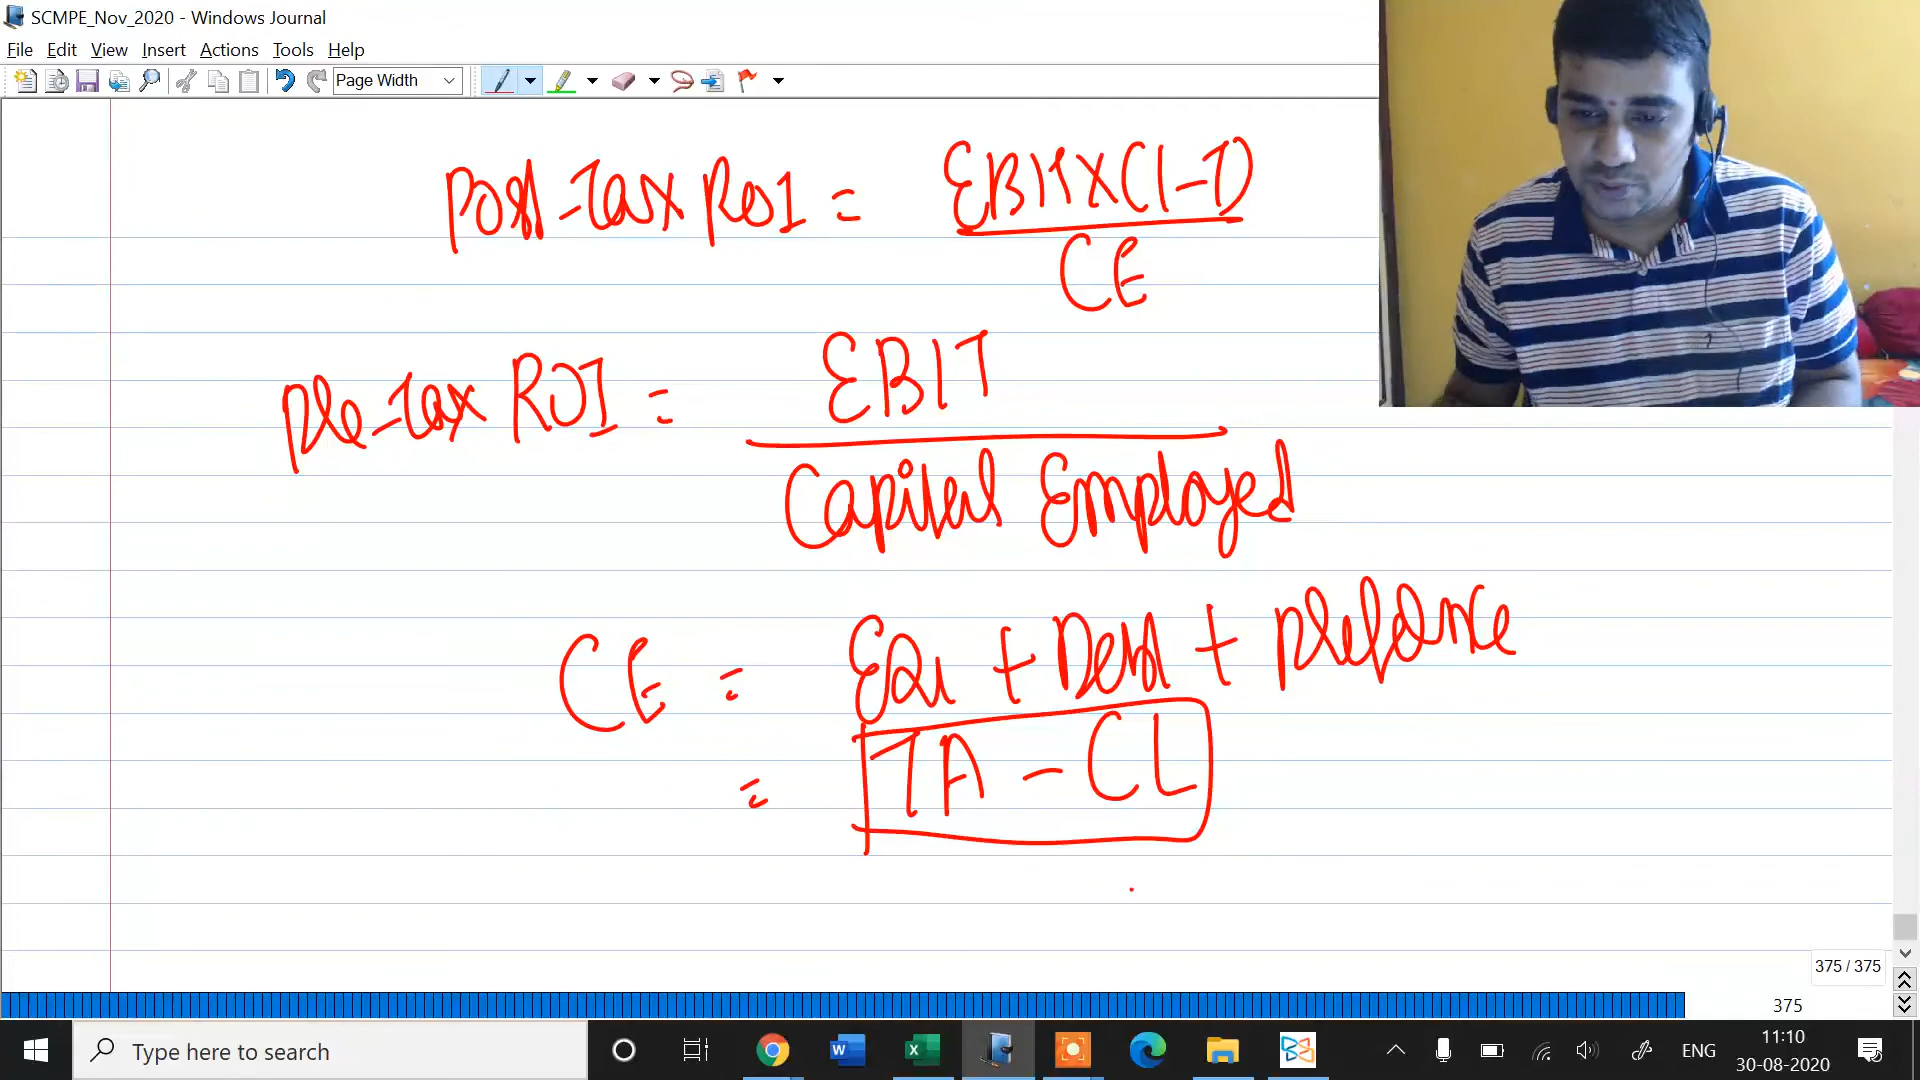 SCMPE_Nov_2020 - Windows Journal
File Edit View Insert Actions Tools Help
Page Width
Post-Tax ROI = EBIT X (1-T)
CE
Pre-Tax ROI = EBIT
Capital Employed
CE = Equ + Debt + Preference
= TA - CL
375 / 375
375
Type here to search
ENG
11:10
30-08-2020